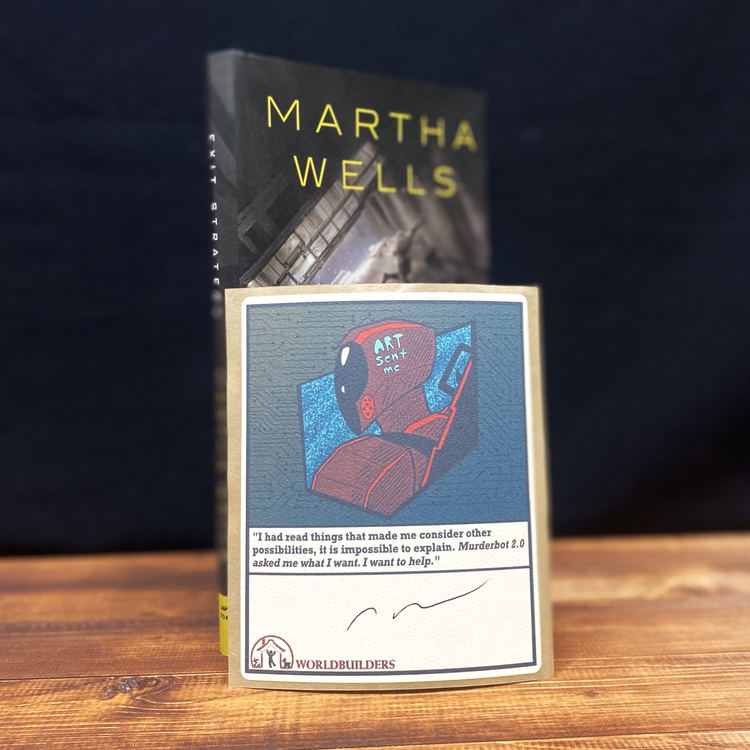 MARTHA
WELLS
EXIT STRATE
ART
sent
me
"I had read things that made me consider other
possibilities, it is impossible to explain. Murderbot 2.0
asked me what I want. I want to help."
WORLDBUILDERS